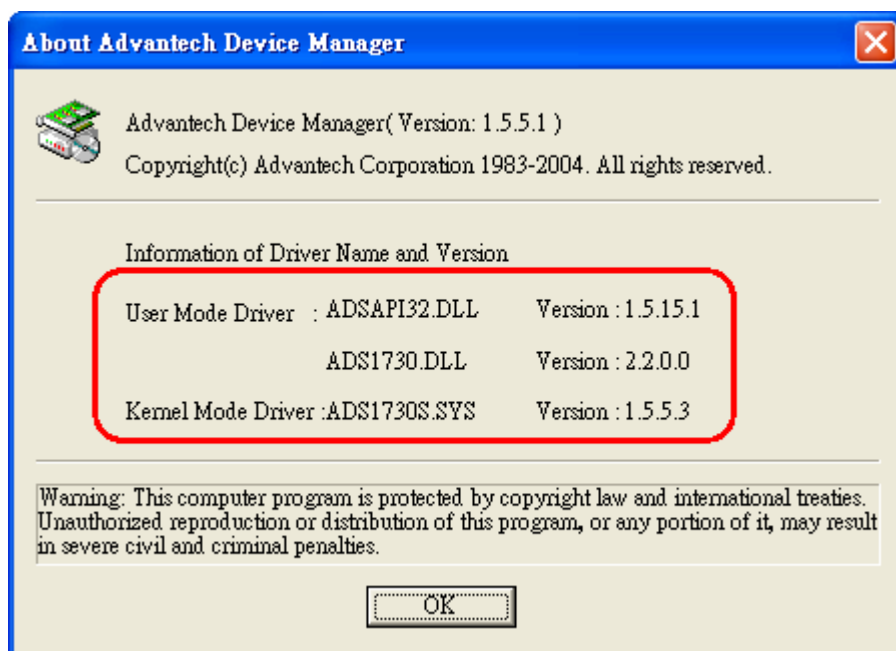 About Advantech Device Manager
Advantech Device Manager( Version: 1.5.5.1 )
Copyright(c) Advantech Corporation 1983-2004. All rights reserved.
Information of Driver Name and Version
User Mode Driver : ADSAPI32.DLL Version : 1.5.15.1
ADS1730.DLL Version : 2.2.0.0
Kernel Mode Driver :ADS1730S.SYS Version : 1.5.5.3
Warning: This computer program is protected by copyright law and international treaties.
Unauthorized reproduction or distribution of this program, or any portion of it, may result
in severe civil and criminal penalties.
OK